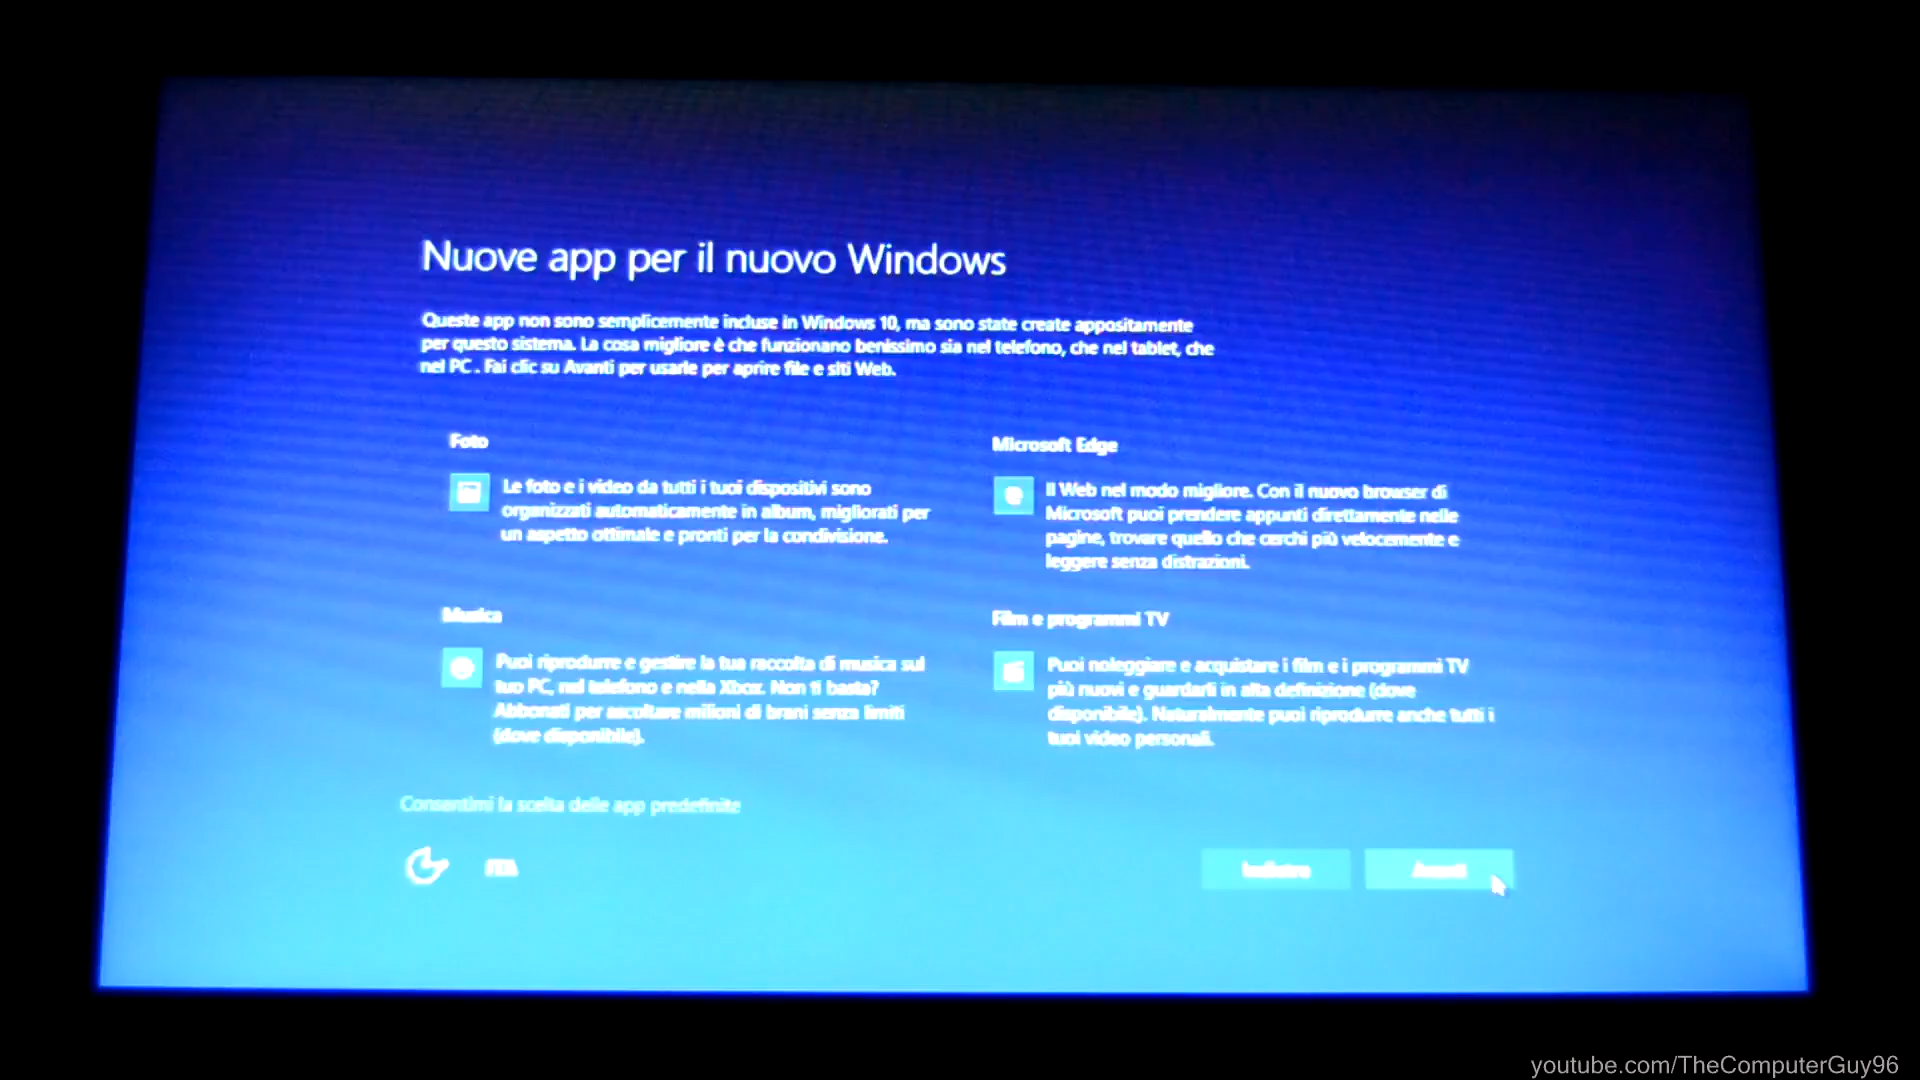 Nuove app per il nuovo Windows
Queste app non sono semplicemente incluse in Windows 10, ma sono state create appositamente
per questo sistema. La cosa migliore è che funzionano benissimo sia nel telefono, che nel tablet, che
nel PC . Fai clic su Avanti per usarle per aprire file e siti Web.
Foto
Le foto e i video da tutti i tuoi dispositivi sono
organizzati automaticamente in album, migliorati per
un aspetto ottimale e pronti per la condivisione.
Microsoft Edge
Il Web nel modo migliore. Con il nuovo browser di
Microsoft puoi prendere appunti direttamente nelle
pagine, trovare quello che cerchi più velocemente e
leggere senza distrazioni.
Musica
Puoi riprodurre e gestire la tua raccolta di musica sul
tuo PC, nel telefono e nella Xbox. Non ti basta?
Abbonati per ascoltare milioni di brani senza limiti
(dove disponibile).
Film e programmi TV
Puoi noleggiare e acquistare i film e i programmi TV
più nuovi e guardarli in alta definizione (dove
disponibile). Naturalmente puoi riprodurre anche tutti i
tuoi video personali.
Consentimi la scelta delle app predefinite
ITA
Indietro
Avanti
youtube.com/TheComputerGuy96